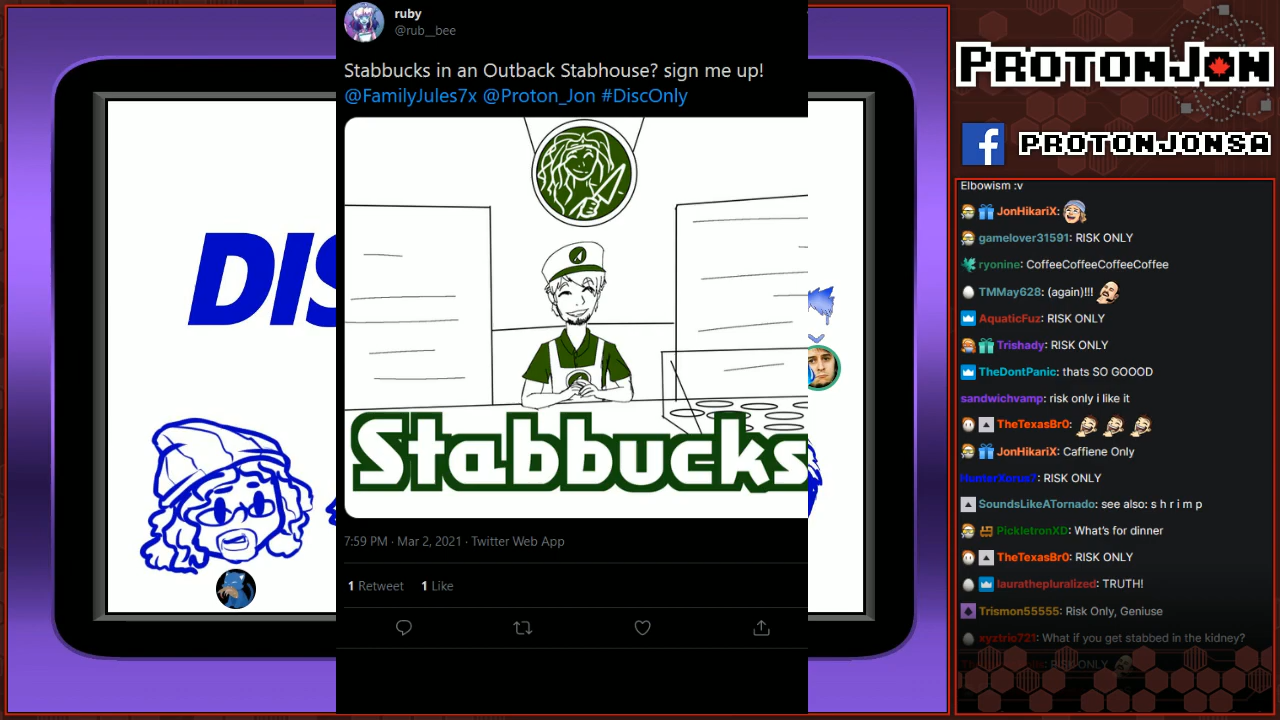 ruby
@rub__bee
Stabbucks in an Outback Stabhouse? sign me up!
@FamilyJules7x @Proton_Jon #DiscOnly
Stabbucks
7:59 PM · Mar 2, 2021 · Twitter Web App
1 Retweet 1 Like
DIS
PROTONJON
PROTONJONSA
Elbowism :v
JonHikariX:
gamelover31591: RISK ONLY
ryonine: CoffeeCoffeeCoffeeCoffee
TMMay628: (again)!!!
AquaticFuz: RISK ONLY
Trishady: RISK ONLY
TheDontPanic: thats SO GOOOD
sandwichvamp: risk only i like it
TheTexasBr0:
JonHikariX: Caffiene Only
HunterXorus7: RISK ONLY
SoundsLikeATornado: see also: s h r i m p
PickletronXD: What's for dinner
TheTexasBr0: RISK ONLY
laurathepluralized: TRUTH!
Trismon55555: Risk Only, Geniuse
xyztrio721: What if you get stabbed in the kidney?
RISK ONLY